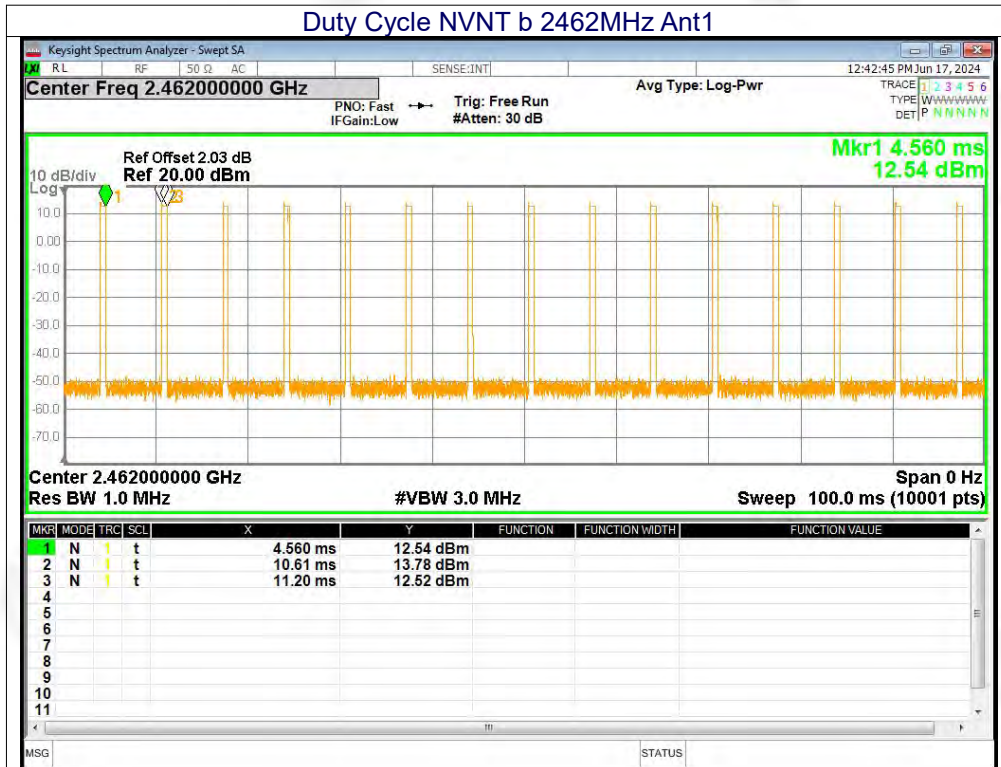 Duty Cycle NVNT b 2462MHz Ant1
Keysight Spectrum Analyzer - Swept SA
LXI RL RF 50 Ω AC SENSE:INT 12:42:45 PM Jun 17, 2024
Center Freq 2.462000000 GHz Avg Type: Log-Pwr TRACE 1 2 3 4 5 6
PNO: Fast Trig: Free Run TYPE WWWWWWW
IFGain:Low #Atten: 30 dB DET P N N N N N
Mkr1 4.560 ms
Ref Offset 2.03 dB
10 dB/div Ref 20.00 dBm 12.54 dBm
Log
1 2 3
10.0
0.00
-10.0
-20.0
-30.0
-40.0
-50.0
-60.0
-70.0
Center 2.462000000 GHz Span 0 Hz
Res BW 1.0 MHz #VBW 3.0 MHz Sweep 100.0 ms (10001 pts)
MKR MODE TRC SCL X Y FUNCTION FUNCTION WIDTH FUNCTION VALUE
1 N 1 t 4.560 ms 12.54 dBm
2 N 1 t 10.61 ms 13.78 dBm
3 N 1 t 11.20 ms 12.52 dBm
4
5
6
7
8
9
10
11
MSG STATUS